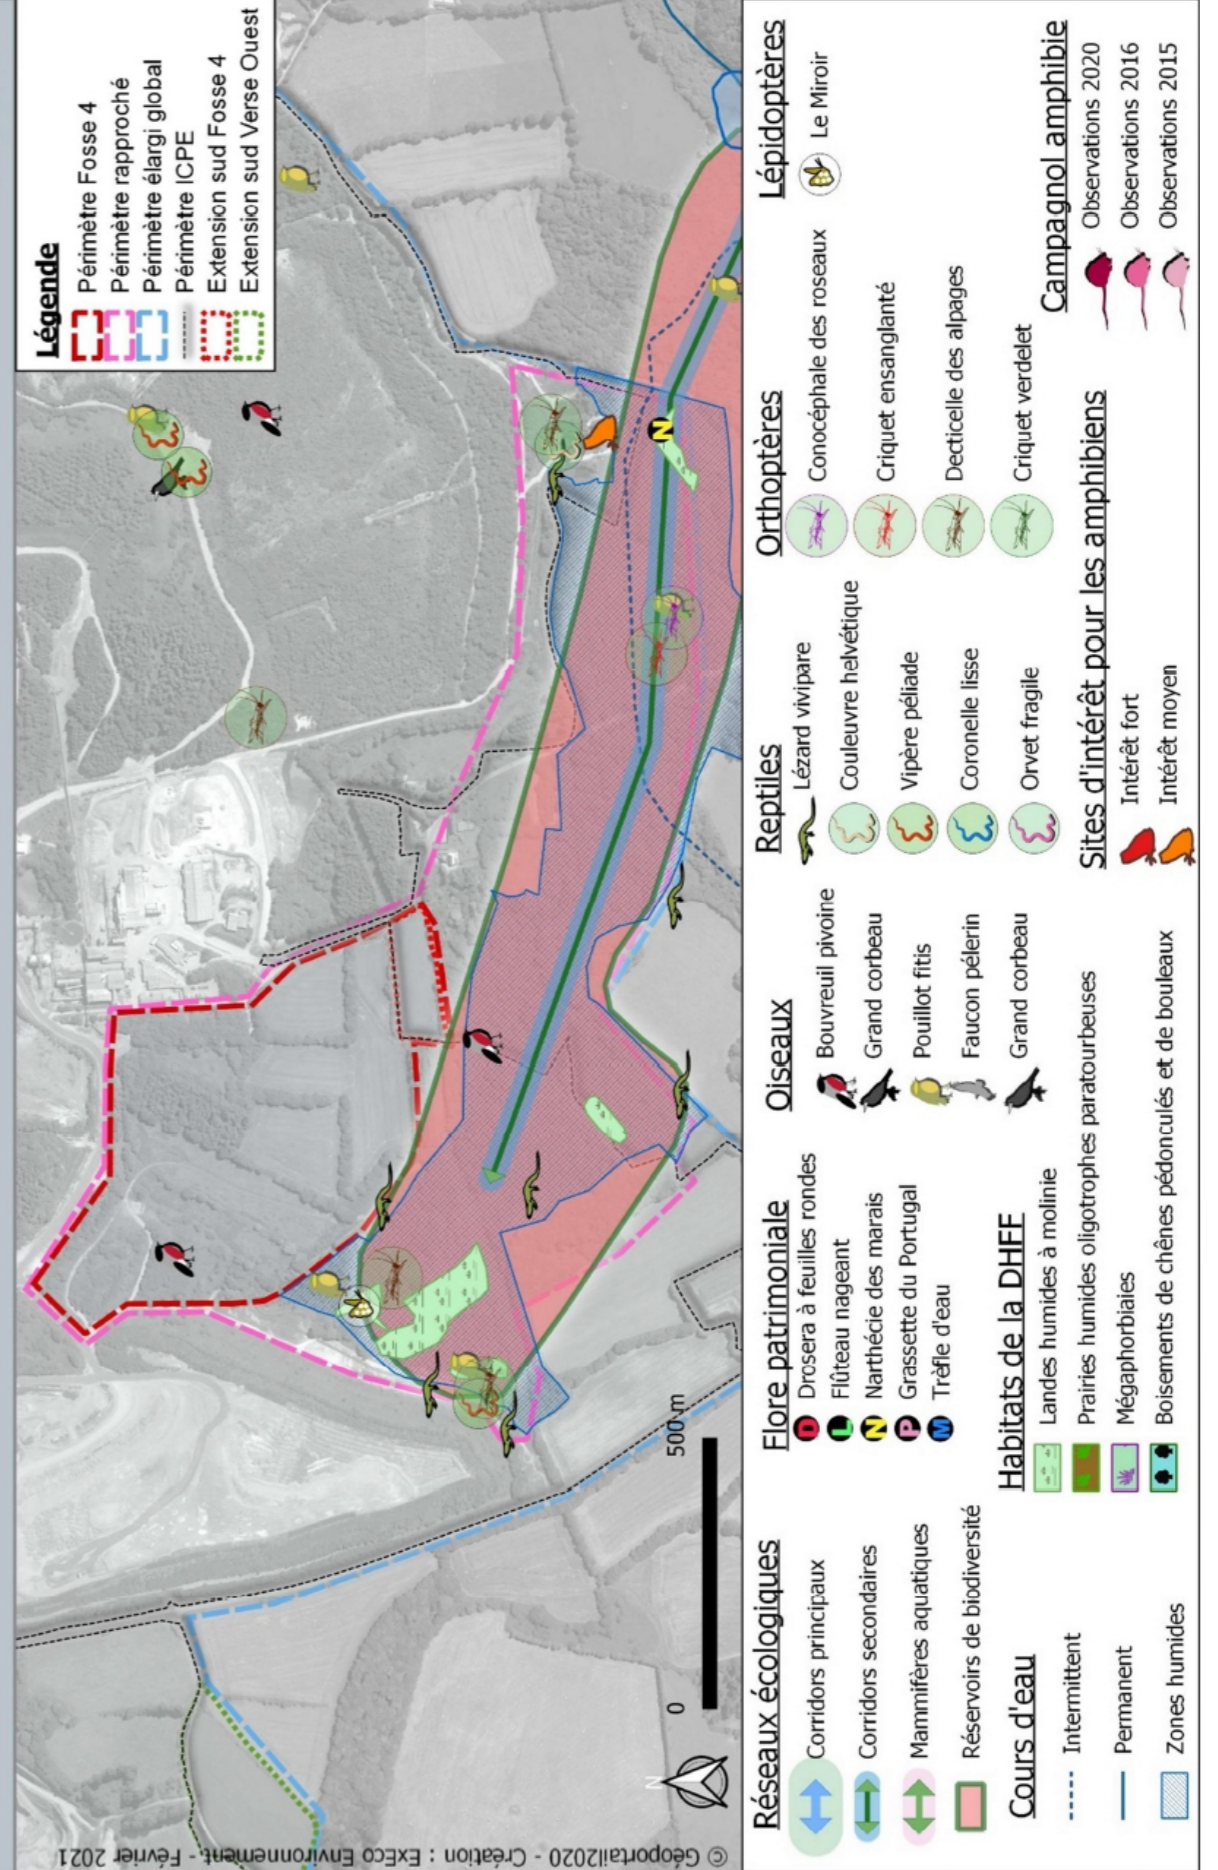 Légende
Périmètre Fosse 4
Périmètre rapproché
Périmètre élargi global
Périmètre ICPE
Extension sud Fosse 4
Extension sud Verse Ouest
N
N
0
500 m
© Géoportail2020 - Création : ExEco Environnement - Février 2021
Réseaux écologiques
Corridors principaux
Corridors secondaires
Mammifères aquatiques
Réservoirs de biodiversité
Cours d'eau
Intermittent
Permanent
Zones humides
Flore patrimoniale
D Drosera à feuilles rondes
L Flûteau nageant
N Narthécie des marais
P Grassette du Portugal
M Trèfle d'eau
Habitats de la DHFF
Landes humides à molinie
Prairies humides oligotrophes paratourbeuses
Mégaphorbiaies
Boisements de chênes pédonculés et de bouleaux
Oiseaux
Bouvreuil pivoine
Grand corbeau
Pouillot fitis
Faucon pélerin
Grand corbeau
Reptiles
Lézard vivipare
Couleuvre helvétique
Vipère péliade
Coronelle lisse
Orvet fragile
Sites d'intérêt pour les amphibiens
Intérêt fort
Intérêt moyen
Orthoptères
Conocéphale des roseaux
Criquet ensanglanté
Decticelle des alpages
Criquet verdelet
Lépidoptères
Le Miroir
Campagnol amphibie
Observations 2020
Observations 2016
Observations 2015